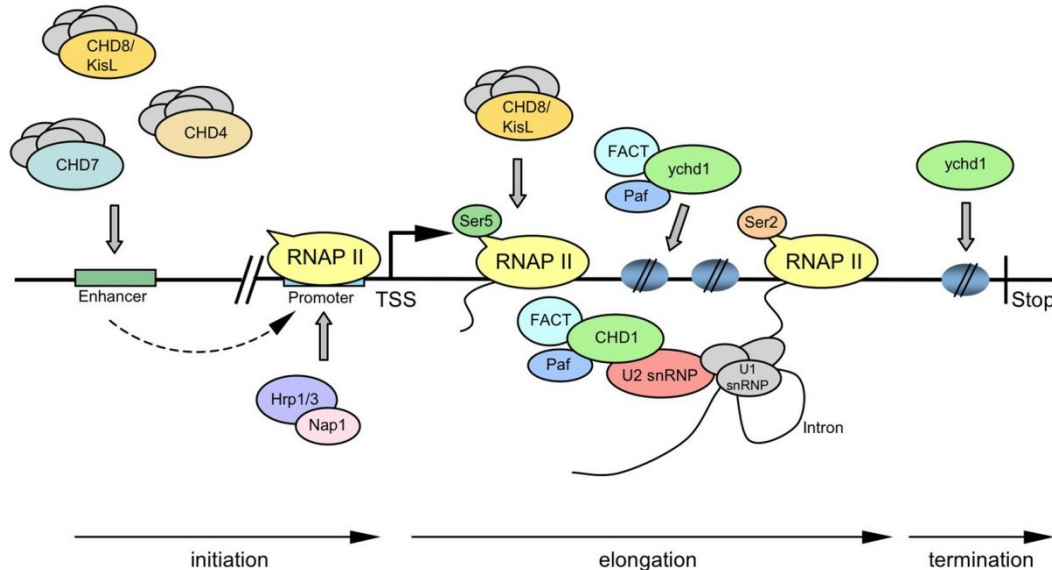 CHD8/
KisL
CHD4
CHD7
CHD8/
KisL
FACT
ychd1
Paf
ychd1
Ser5
Ser2
RNAP II
RNAP II
RNAP II
Enhancer
Promoter
TSS
Stop
FACT
CHD1
Paf
U2 snRNP
U1
snRNP
Hrp1/3
Nap1
Intron
initiation
elongation
termination